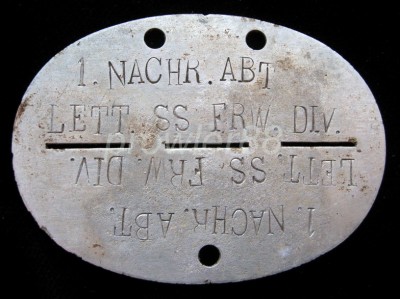 1. NACHR. ABT
LETT. SS FRW DIV.
LETT. SS. FRW. DIV.
1. NACHR. ABT.